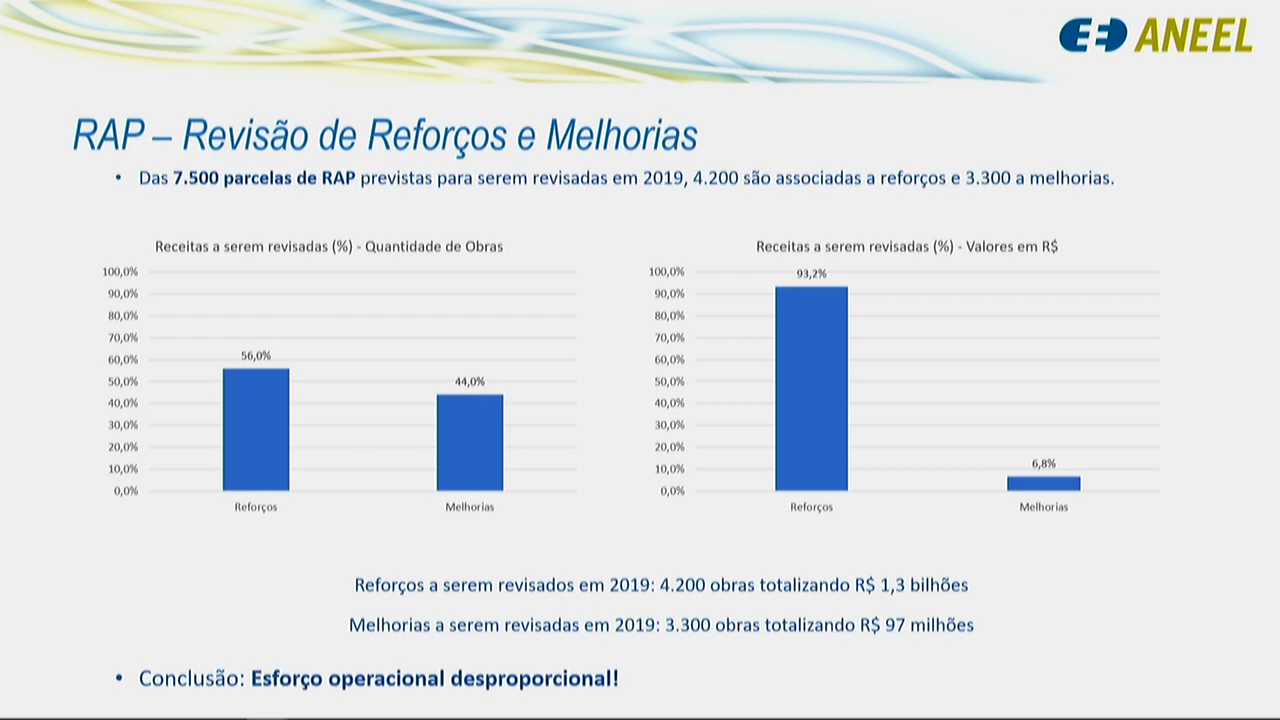 ANEEL
RAP – Revisão de Reforços e Melhorias
• Das 7.500 parcelas de RAP previstas para serem revisadas em 2019, 4.200 são associadas a reforços e 3.300 a melhorias.
Receitas a serem revisadas (%) - Quantidade de Obras
100,0%
90,0%
80,0%
70,0%
60,0%
50,0%
40,0%
30,0%
20,0%
10,0%
0,0%
56,0%
44,0%
Reforços
Melhorias
Receitas a serem revisadas (%) - Valores em R$
100,0%
90,0%
80,0%
70,0%
60,0%
50,0%
40,0%
30,0%
20,0%
10,0%
0,0%
93,2%
6,8%
Reforços
Melhorias
Reforços a serem revisados em 2019: 4.200 obras totalizando R$ 1,3 bilhões
Melhorias a serem revisadas em 2019: 3.300 obras totalizando R$ 97 milhões
• Conclusão: Esforço operacional desproporcional!